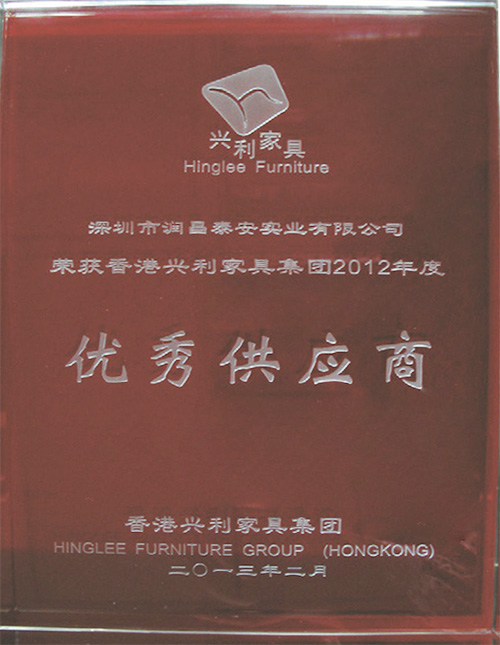 兴利家具
Hinglee Furniture
深圳市润昌泰安实业有限公司
荣获香港兴利家具集团2012年度
优秀供应商
香港兴利家具集团
HINGLEE FURNITURE GROUP (HONGKONG)
二〇一三年二月